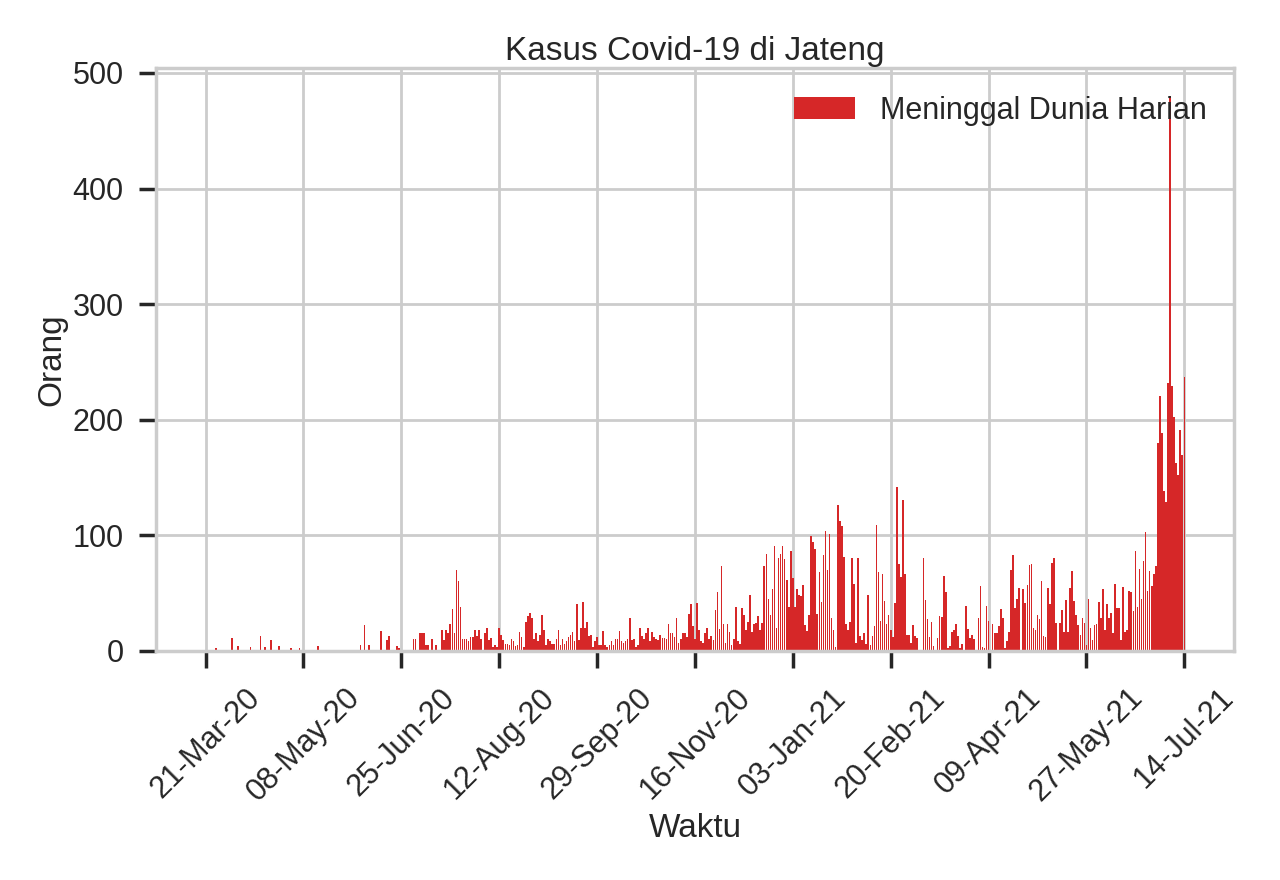 Kasus Covid-19 di Jateng
Meninggal Dunia Harian
Orang
500
400
300
200
100
0
21-Mar-20
08-May-20
25-Jun-20
12-Aug-20
29-Sep-20
16-Nov-20
03-Jan-21
20-Feb-21
09-Apr-21
27-May-21
14-Jul-21
Waktu